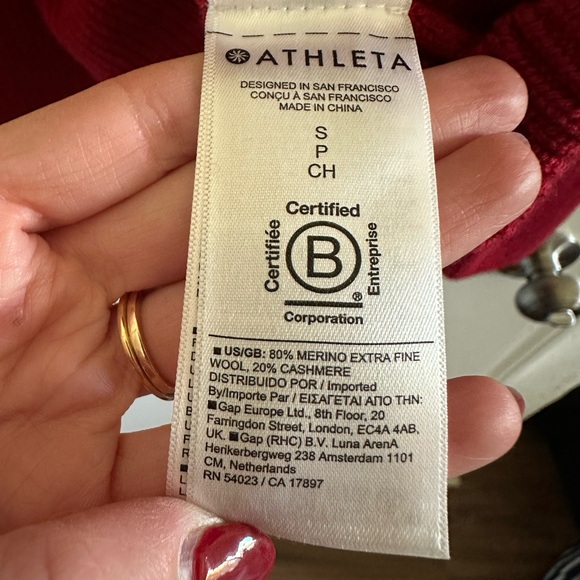 ATHLETA
DESIGNED IN SAN FRANCISCO
CONÇU À SAN FRANCISCO
MADE IN CHINA
S
P
CH
Certified
Certifiée
B
®
Entreprise
Corporation
■ US/GB: 80% MERINO EXTRA FINE
WOOL, 20% CASHMERE
DISTRIBUIDO POR / Imported
By/Importe Par / ΕΙΣΑΓΕΤΑΙ ΑΠΟ ΤΗΝ:
■Gap Europe Ltd., 8th Floor, 20
Farringdon Street, London, EC4A 4AB,
UK. ■Gap (RHC) B.V. Luna ArenA
Herikerbergweg 238 Amsterdam 1101
CM, Netherlands
RN 54023 / CA 17897